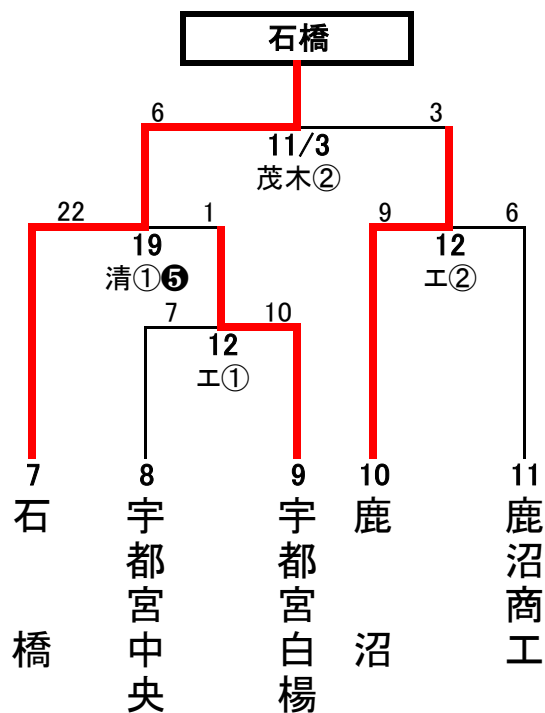 石橋
6 3
11/3
茂木②
22 1 9 6
19 12
清①❺ エ②
7 10
12
エ①
7 8 9 10 11
石橋
宇都宮中央
宇都宮白楊
鹿沼
鹿沼商工